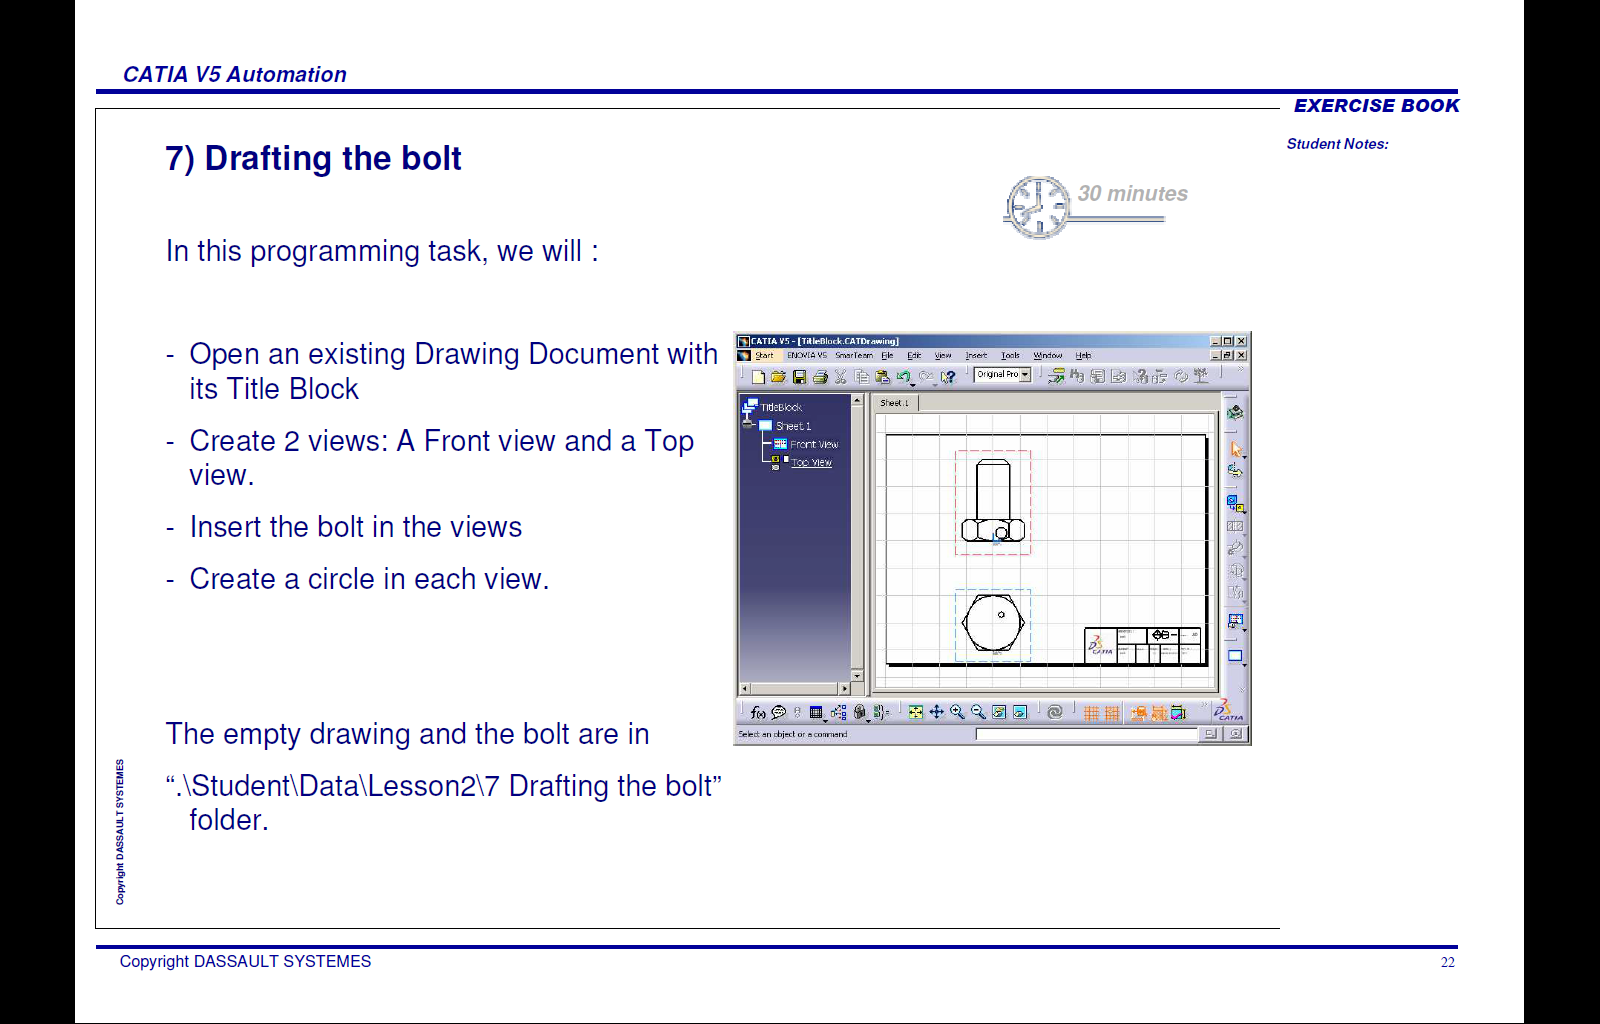 CATIA V5 Automation
EXERCISE BOOK
Student Notes:
7) Drafting the bolt
30 minutes
In this programming task, we will :
- Open an existing Drawing Document with
its Title Block
- Create 2 views: A Front view and a Top
view.
- Insert the bolt in the views
- Create a circle in each view.
The empty drawing and the bolt are in
“.\Student\Data\Lesson2\7 Drafting the bolt”
folder.
CATIA V5 - [TitleBlock.CATDrawing]
Start ENOVIA V5 SmarTeam File Edit View Insert Tools Window Help
Original Pro
TitleBlock
Sheet.1
Front View
Top View
Sheet.1
CATIA
f(x)
CATIA
Select an object or a command
Copyright DASSAULT SYSTEMES
Copyright DASSAULT SYSTEMES
22